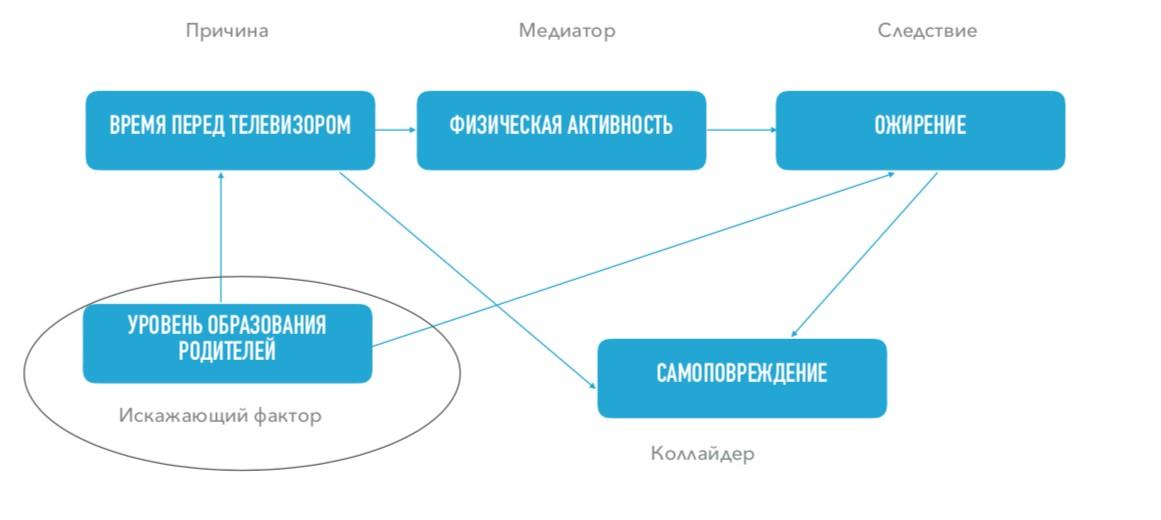 Причина
Медиатор
Следствие
ВРЕМЯ ПЕРЕД ТЕЛЕВИЗОРОМ
ФИЗИЧЕСКАЯ АКТИВНОСТЬ
ОЖИРЕНИЕ
УРОВЕНЬ ОБРАЗОВАНИЯ
РОДИТЕЛЕЙ
Искажающий фактор
САМОПОВРЕЖДЕНИЕ
Коллайдер